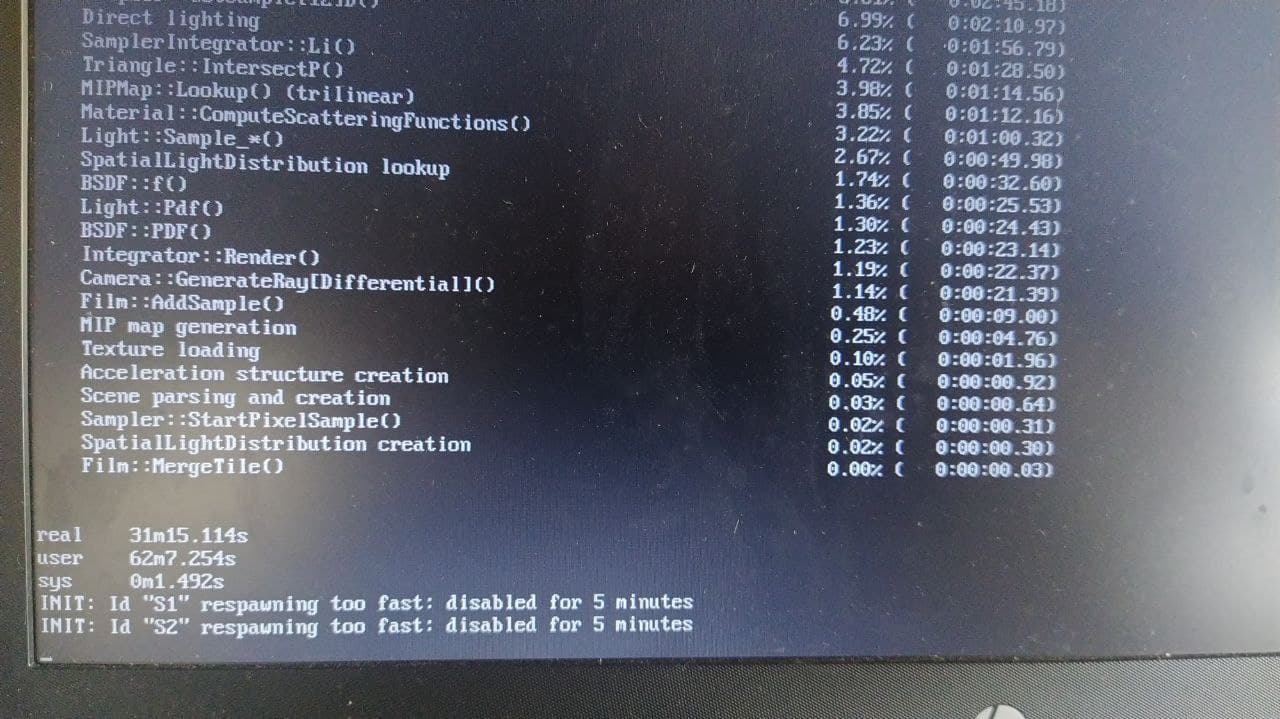 Direct lighting 6.99% ( 0:02:10.97)
SamplerIntegrator::Li() 6.23% ( 0:01:56.79)
Triangle::IntersectP() 4.72% ( 0:01:28.50)
MIPMap::Lookup() (trilinear) 3.98% ( 0:01:14.56)
Material::ComputeScatteringFunctions() 3.85% ( 0:01:12.16)
Light::Sample_*() 3.22% ( 0:01:00.32)
SpatialLightDistribution lookup 2.67% ( 0:00:49.98)
BSDF::f() 1.74% ( 0:00:32.60)
Light::Pdf() 1.36% ( 0:00:25.53)
BSDF::PDF() 1.30% ( 0:00:24.43)
Integrator::Render() 1.23% ( 0:00:23.14)
Camera::GenerateRay[Differential]() 1.19% ( 0:00:22.37)
Film::AddSample() 1.14% ( 0:00:21.39)
MIP map generation 0.48% ( 0:00:09.00)
Texture loading 0.25% ( 0:00:04.76)
Acceleration structure creation 0.10% ( 0:00:01.96)
Scene parsing and creation 0.05% ( 0:00:00.92)
Sampler::StartPixelSample() 0.03% ( 0:00:00.64)
SpatialLightDistribution creation 0.02% ( 0:00:00.31)
Film::MergeTile() 0.02% ( 0:00:00.30)
0.00% ( 0:00:00.03)
real 31m15.114s
user 62m7.254s
sys 0m1.492s
INIT: Id "S1" respawning too fast: disabled for 5 minutes
INIT: Id "S2" respawning too fast: disabled for 5 minutes